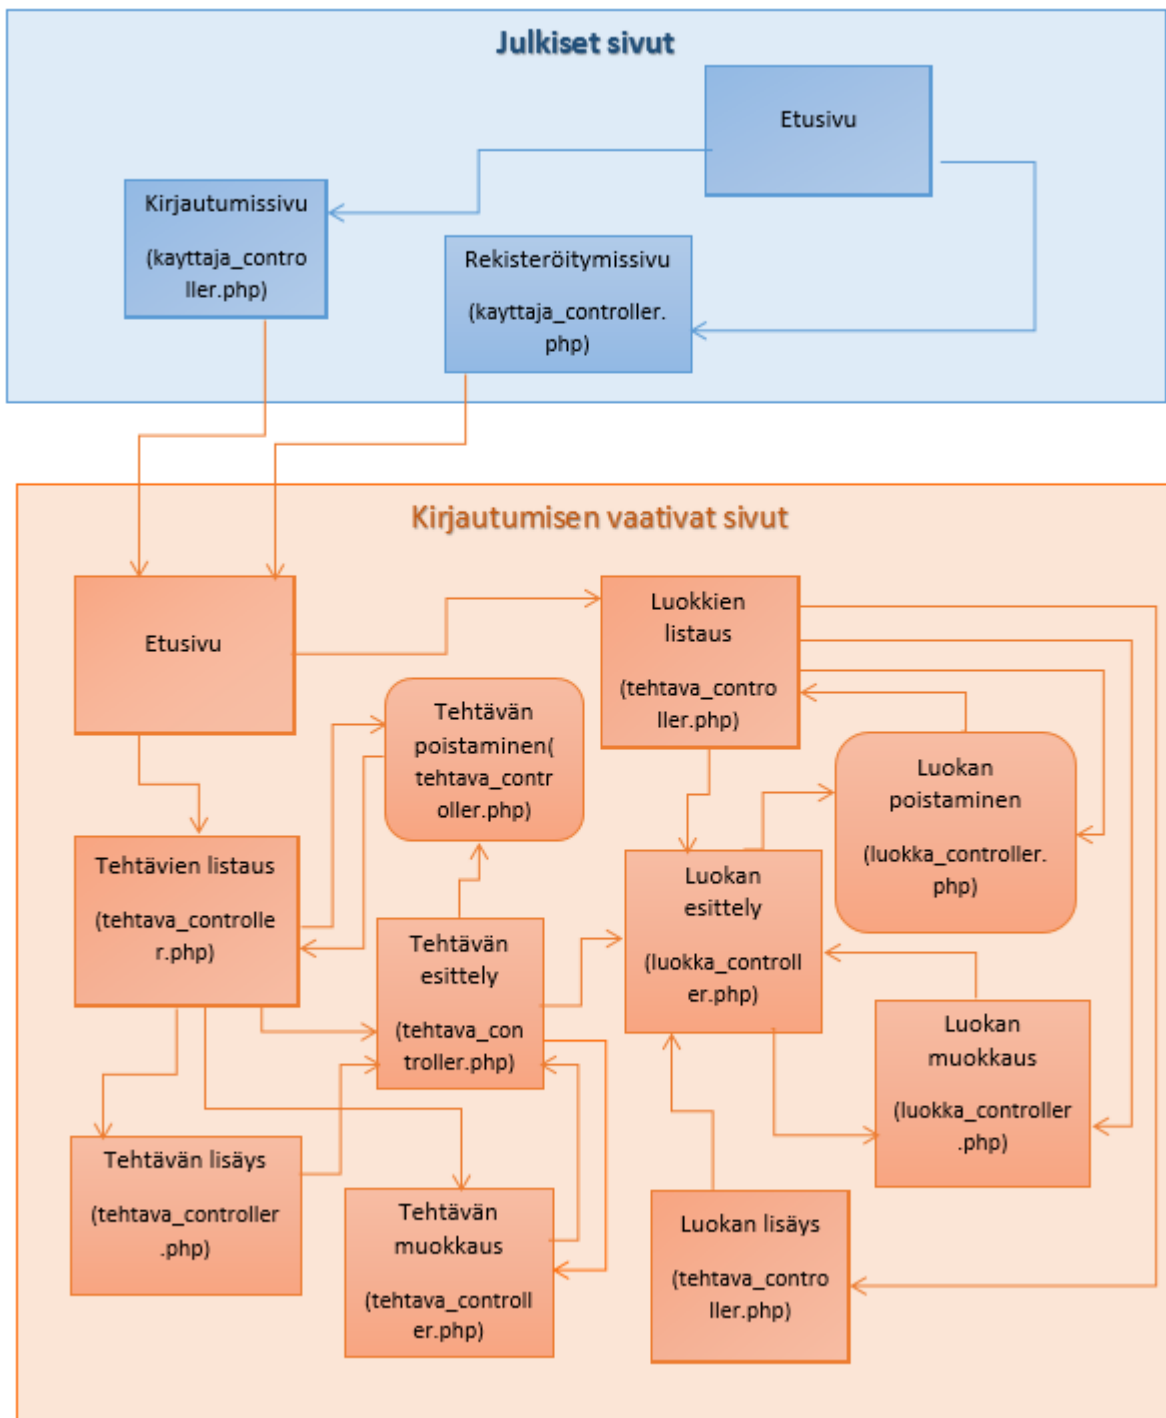 Julkiset sivut
Etusivu
Kirjautumissivu
(kayttaja_contro
ller.php)
Rekisteröitymissivu
(kayttaja_controller.
php)
Kirjautumisen vaativat sivut
Etusivu
Luokkien
listaus
(tehtava_contro
ller.php)
Tehtävän
poistaminen(
tehtava_contr
oller.php)
Luokan
poistaminen
(luokka_controller.
php)
Tehtävien listaus
(tehtava_controlle
r.php)
Luokan
esittely
(luokka_controll
er.php)
Tehtävän
esittely
(tehtava_con
troller.php)
Luokan
muokkaus
(luokka_controller
.php)
Tehtävän lisäys
(tehtava_controller
.php)
Tehtävän
muokkaus
(tehtava_controll
er.php)
Luokan lisäys
(tehtava_contro
ller.php)